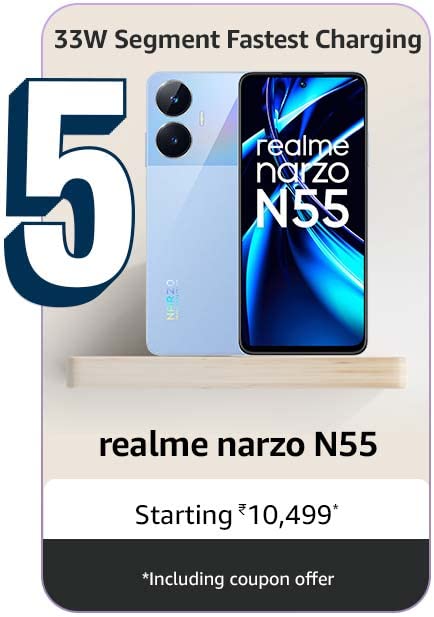 33W Segment Fastest Charging
5
realme
narzo
N55
NARZO
realme narzo N55
Starting ₹10,499*
*Including coupon offer